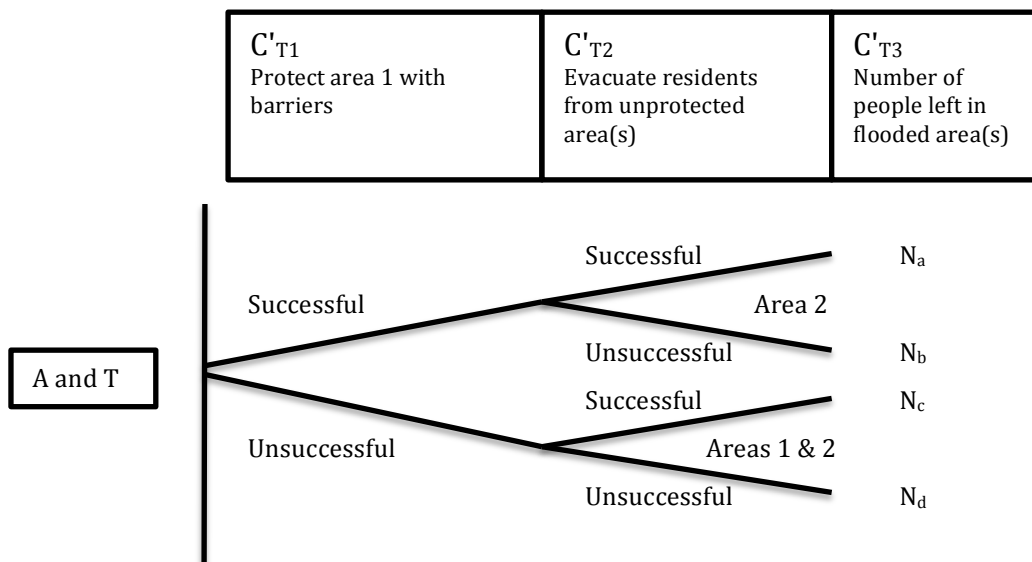 C'T1
Protect area 1 with
barriers
C'T2
Evacuate residents
from unprotected
area(s)
C'T3
Number of
people left in
flooded area(s)
A and T
Successful
Unsuccessful
Successful
Area 2
Unsuccessful
Successful
Areas 1 & 2
Unsuccessful
Na
Nb
Nc
Nd